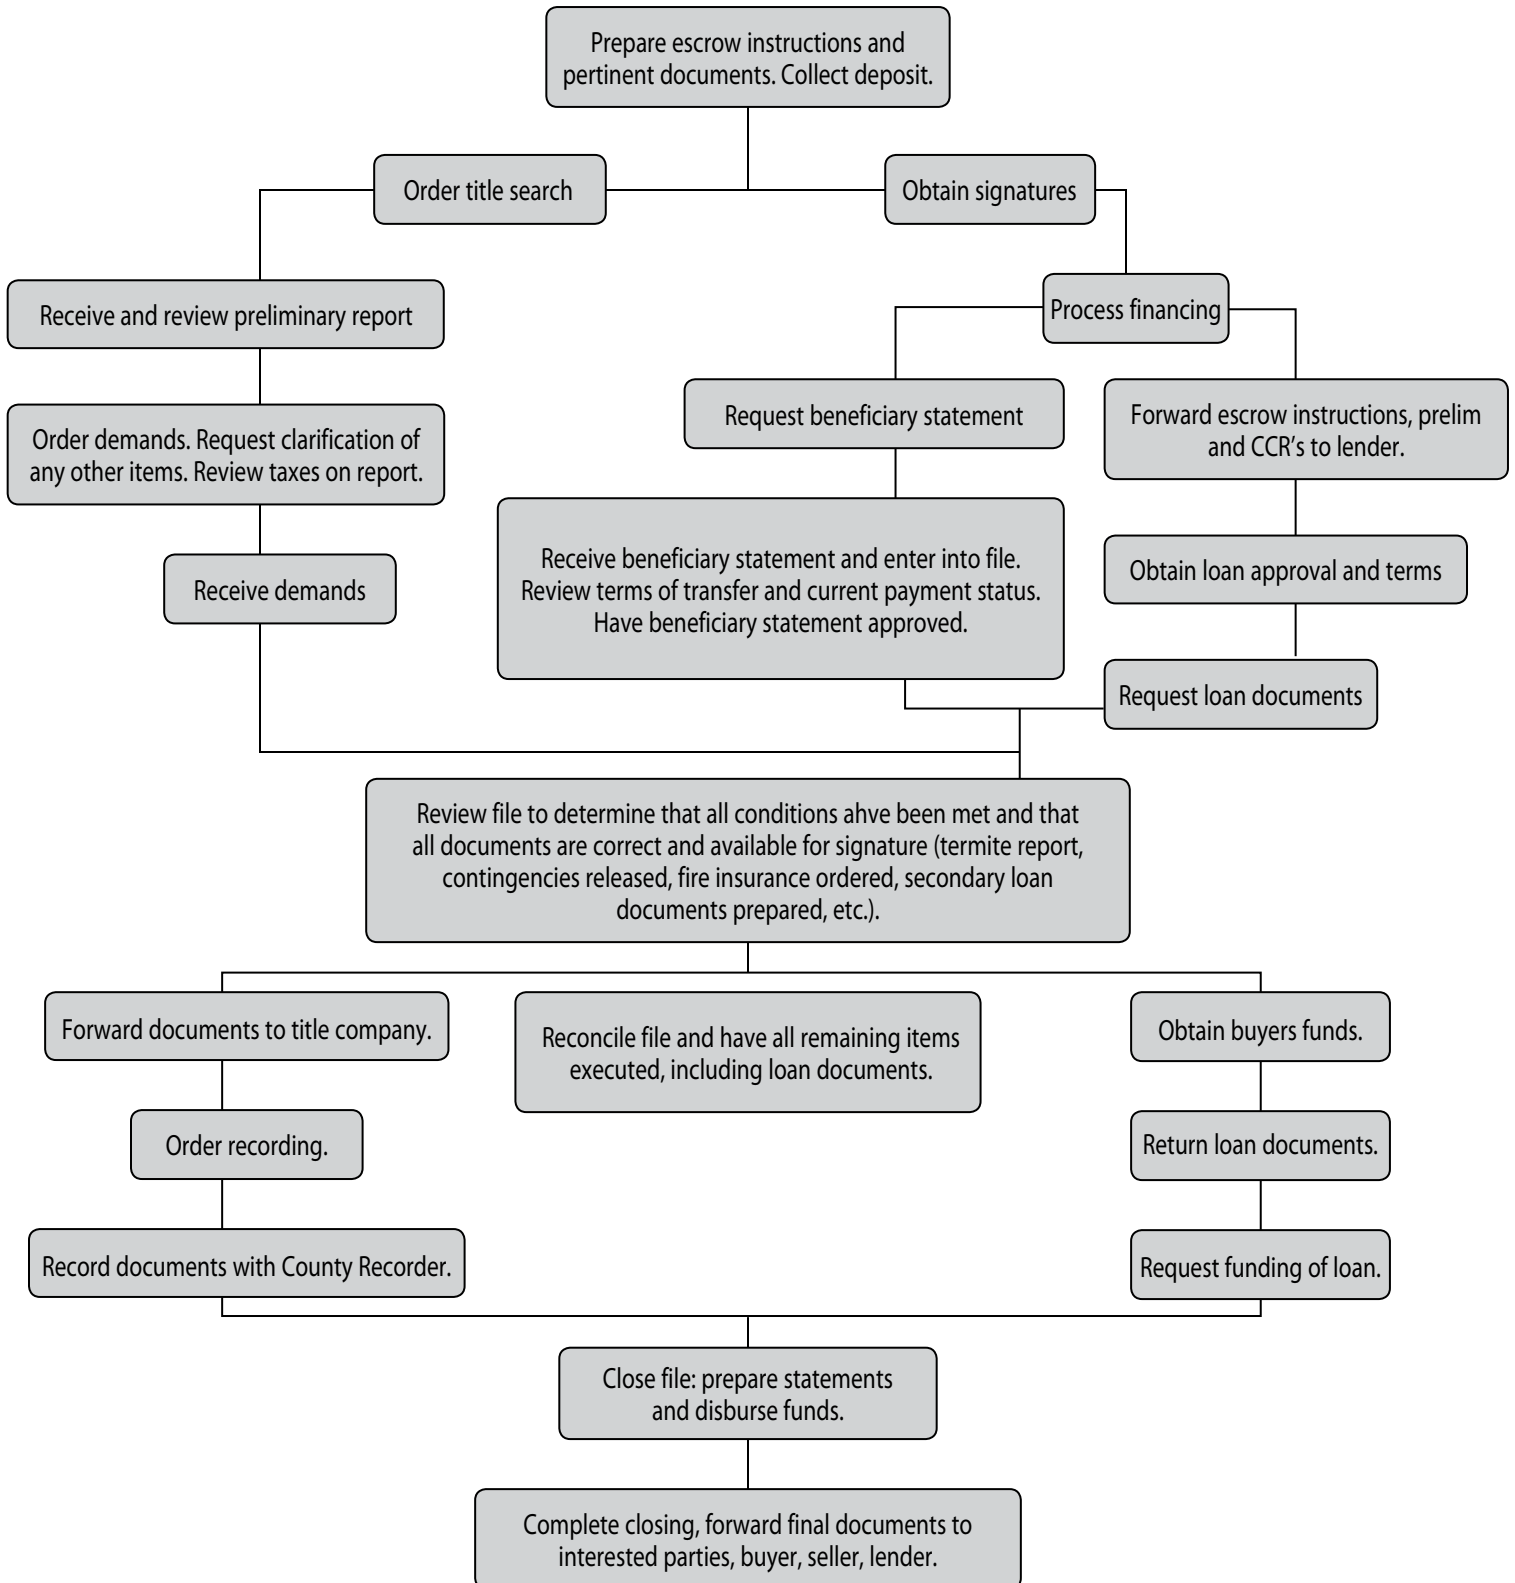 Prepare escrow instructions and
pertinent documents. Collect deposit.
Order title search
Obtain signatures
Receive and review preliminary report
Process financing
Order demands. Request clarification of
any other items. Review taxes on report.
Request beneficiary statement
Forward escrow instructions, prelim
and CCR's to lender.
Receive demands
Receive beneficiary statement and enter into file.
Review terms of transfer and current payment status.
Have beneficiary statement approved.
Obtain loan approval and terms
Request loan documents
Review file to determine that all conditions ahve been met and that
all documents are correct and available for signature (termite report,
contingencies released, fire insurance ordered, secondary loan
documents prepared, etc.).
Forward documents to title company.
Reconcile file and have all remaining items
executed, including loan documents.
Obtain buyers funds.
Order recording.
Return loan documents.
Record documents with County Recorder.
Request funding of loan.
Close file: prepare statements
and disburse funds.
Complete closing, forward final documents to
interested parties, buyer, seller, lender.